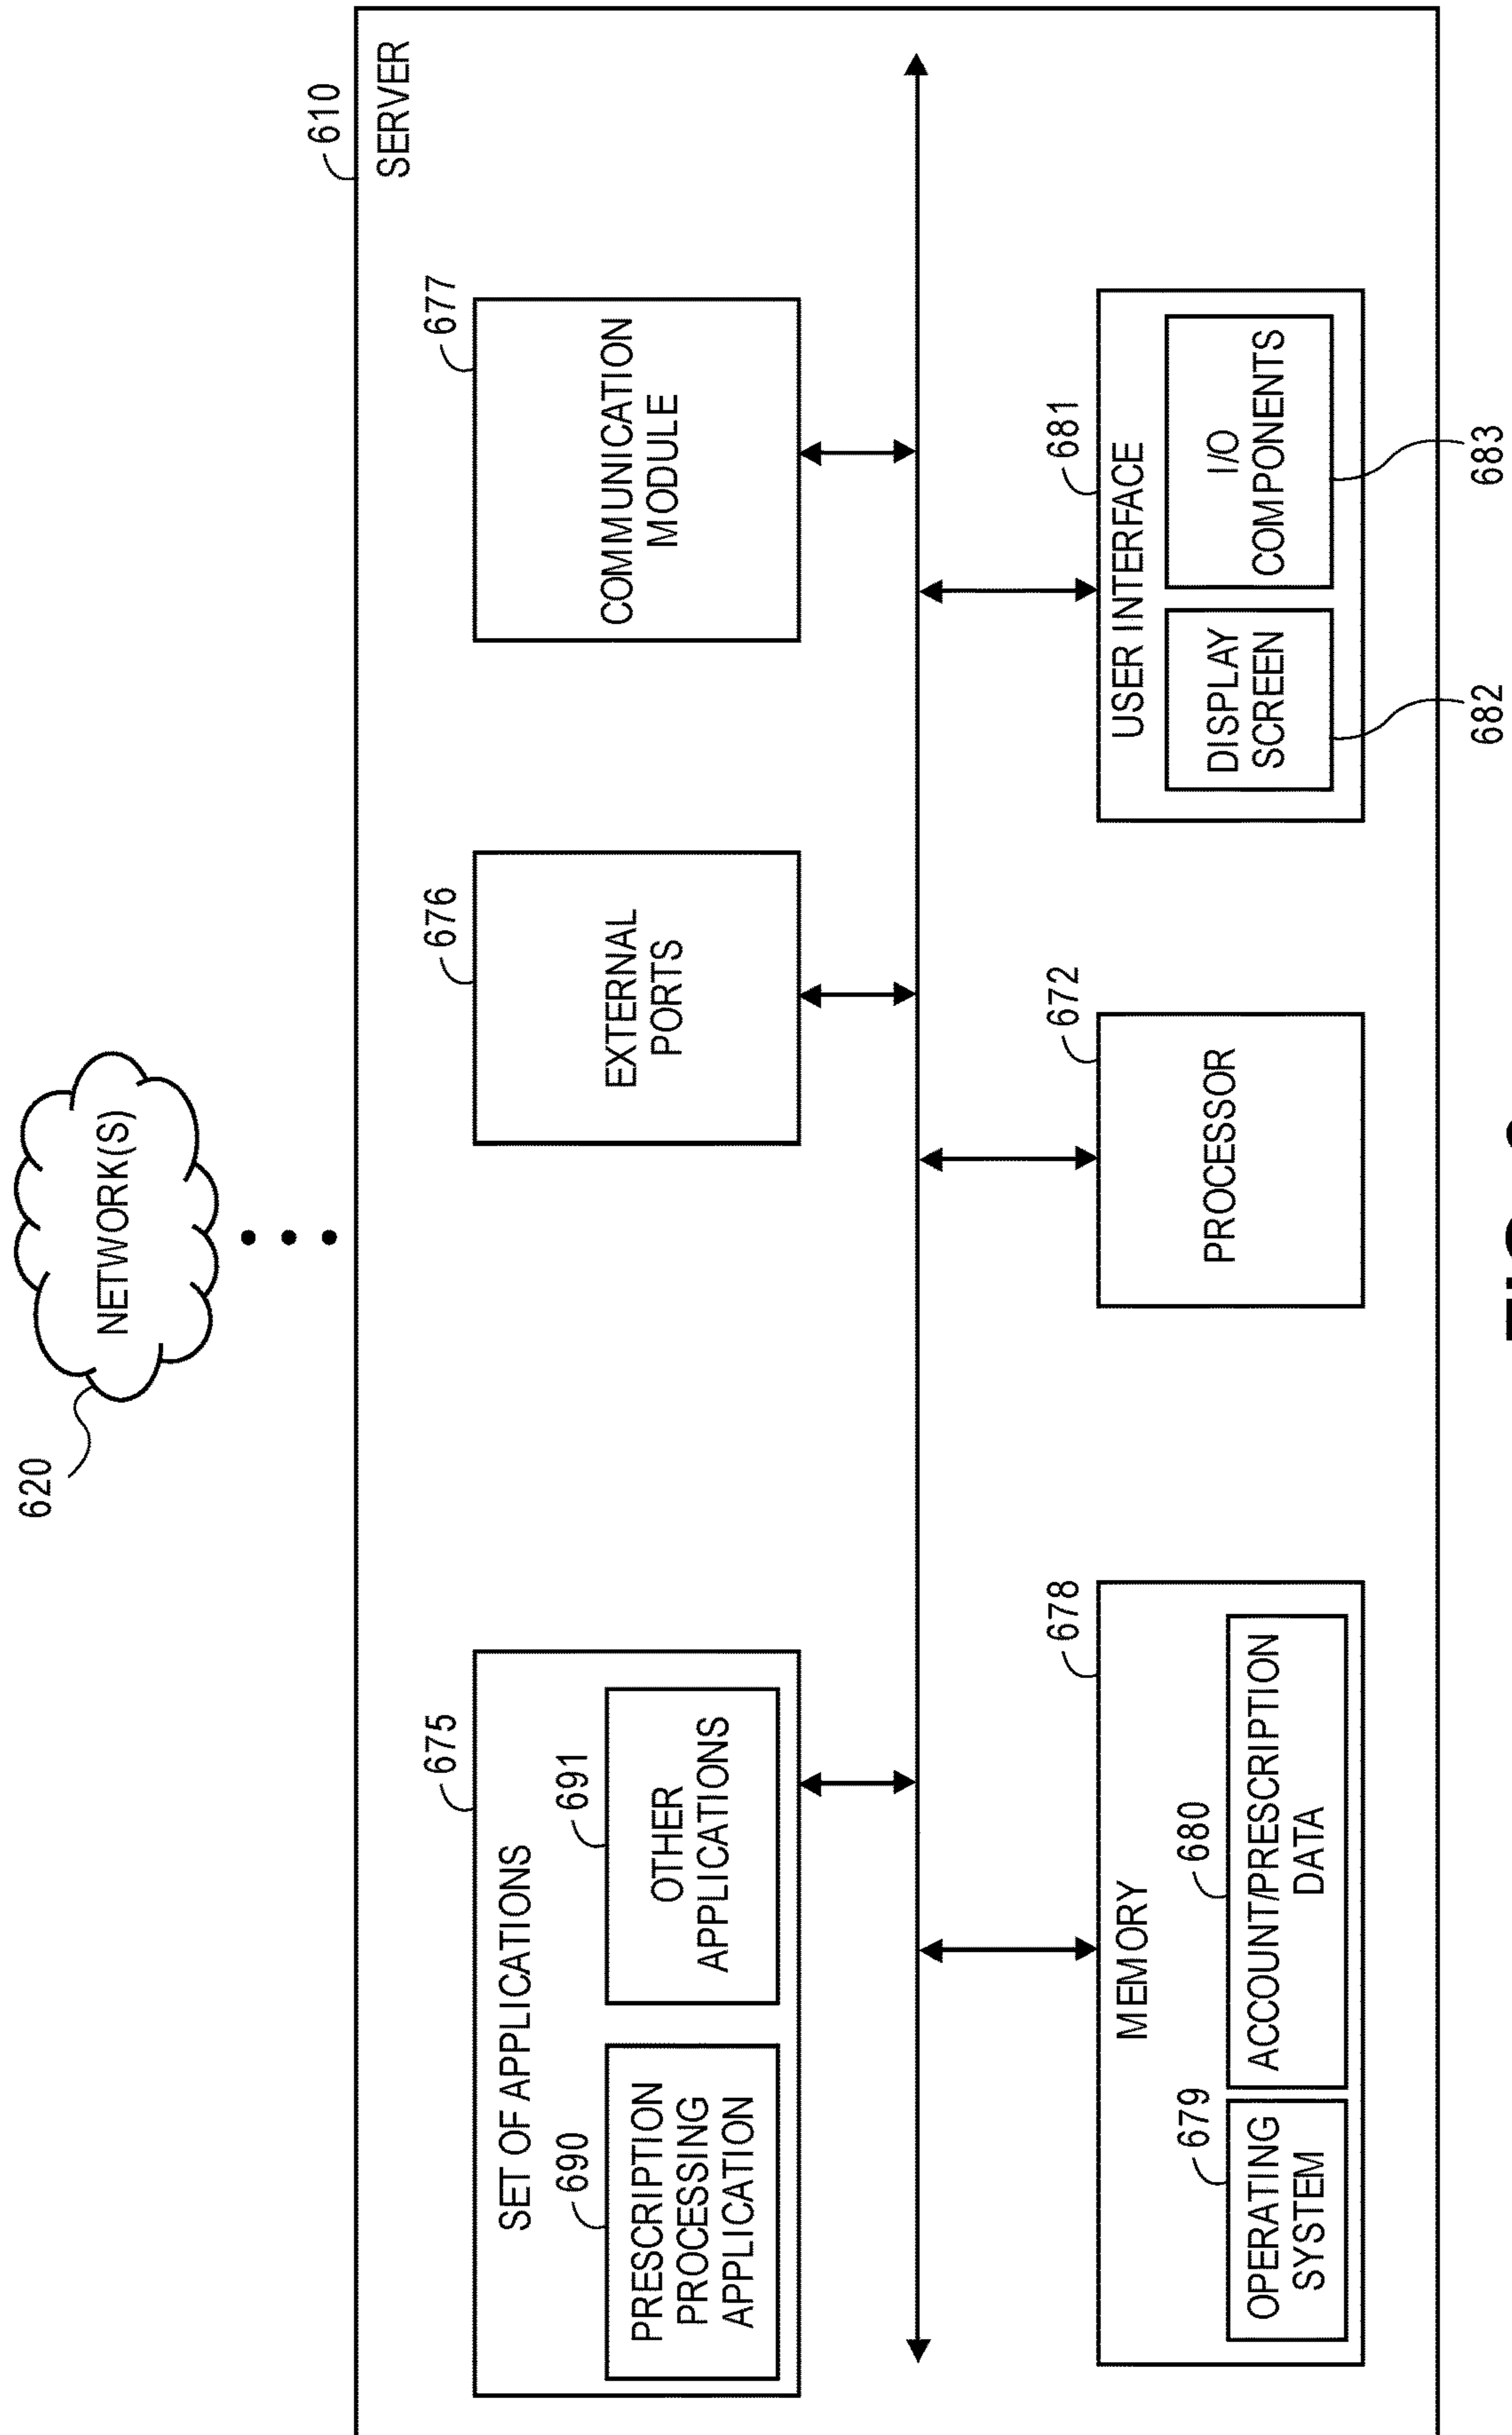 620
NETWORK(S)
610
SERVER
675
SET OF APPLICATIONS
690
PRESCRIPTION
PROCESSING
APPLICATION
691
OTHER
APPLICATIONS
676
EXTERNAL
PORTS
677
COMMUNICATION
MODULE
678
MEMORY
679
OPERATING
SYSTEM
680
ACCOUNT/PRESCRIPTION
DATA
672
PROCESSOR
681
USER INTERFACE
DISPLAY
SCREEN
I/O
COMPONENTS
682
683